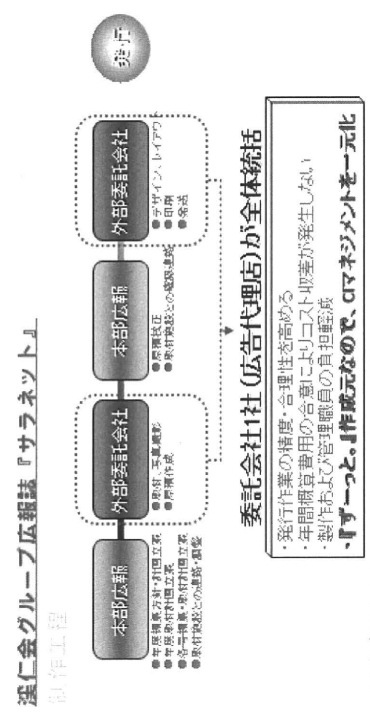 渓仁会グループ広報誌『サラネット』
制作工程
本部広報
●年度編集方針・計画立案
●年度取材計画立案
●各号編集・取材計画立案
●取材施設との連絡・調整
外部委託会社
●取材、写真撮影
●原稿作成
本部広報
●原稿校正
●取材施設との確認連絡
外部委託会社
●デザイン、レイアウト
●印刷
●発送
発行
委託会社1社(広告代理店)が全体統括
・発行作業の精度・合理性を高める
・年間概算費用の合意によりコスト収差が発生しない
・製作および管理職員の負担軽減
・『ずーっと。』作成元なので、CIマネジメントを一元化